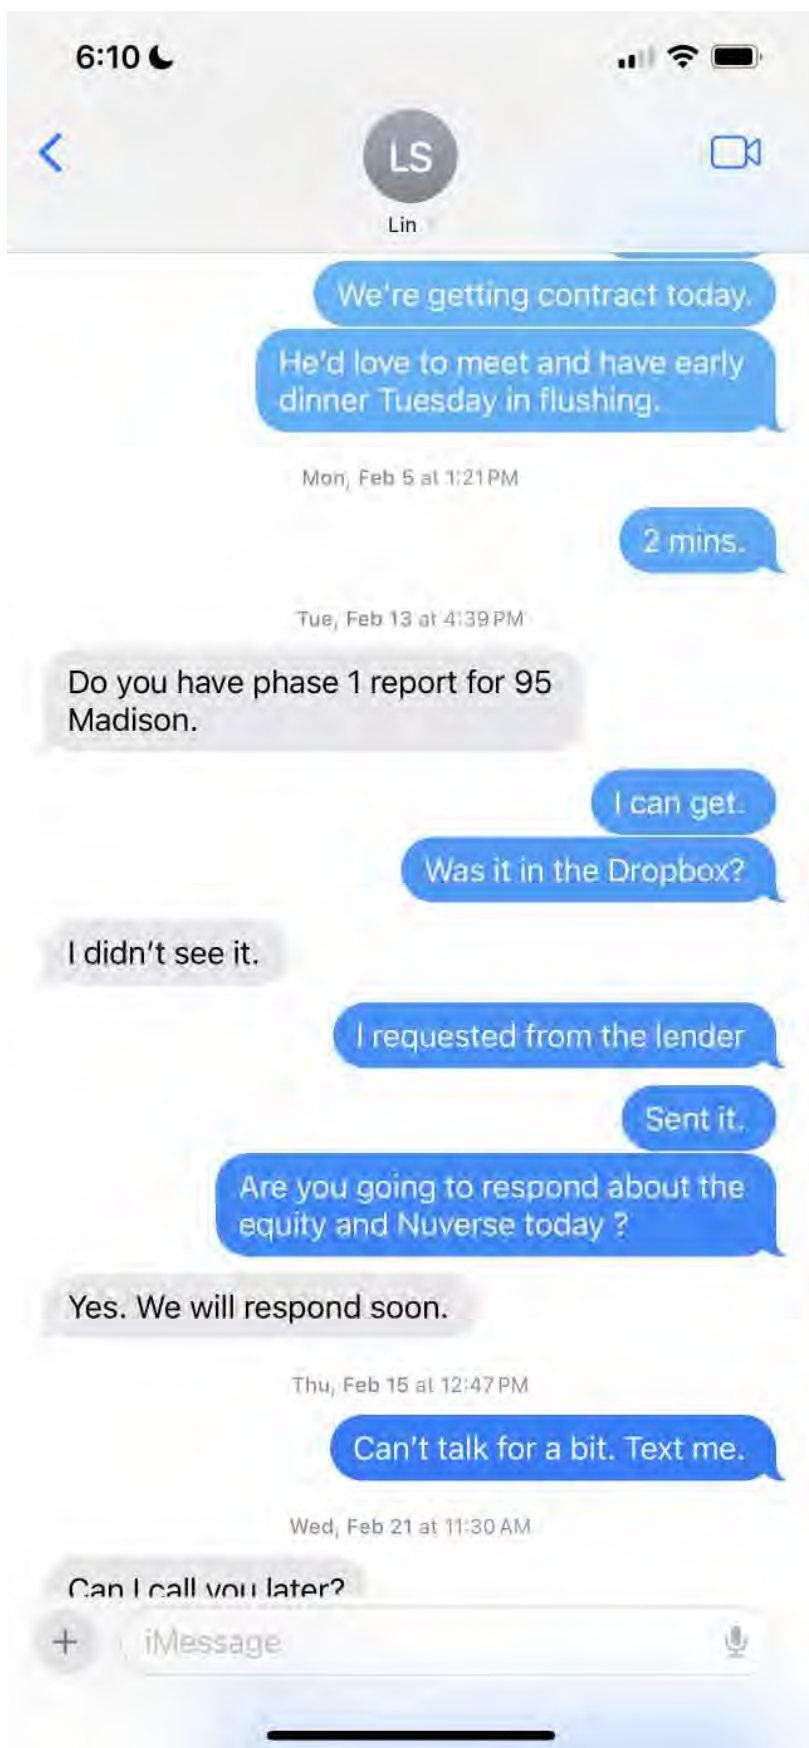 6:10
LS
Lin
We're getting contract today.
He'd love to meet and have early
dinner Tuesday in flushing.
Mon, Feb 5 at 1:21 PM
2 mins.
Tue, Feb 13 at 4:39 PM
Do you have phase 1 report for 95
Madison.
I can get.
Was it in the Dropbox?
I didn't see it.
I requested from the lender
Sent it.
Are you going to respond about the
equity and Nuverse today ?
Yes. We will respond soon.
Thu, Feb 15 at 12:47 PM
Can't talk for a bit. Text me.
Wed, Feb 21 at 11:30 AM
Can I call you later?
iMessage